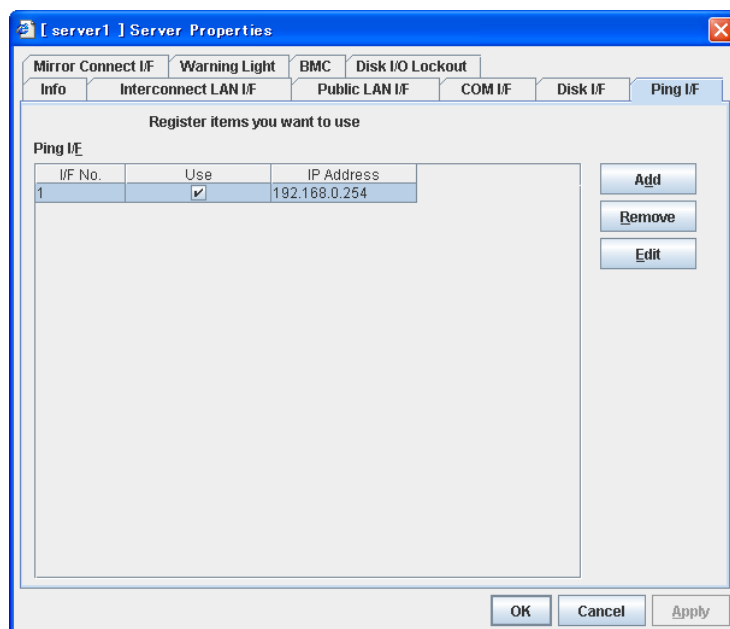 [ server1 ] Server Properties
Mirror Connect I/F Warning Light BMC Disk I/O Lockout
Info Interconnect LAN I/F Public LAN I/F COM I/F Disk I/F Ping I/F
Register items you want to use
Ping I/F
I/F No. Use IP Address
1 192.168.0.254
Add
Remove
Edit
OK Cancel Apply